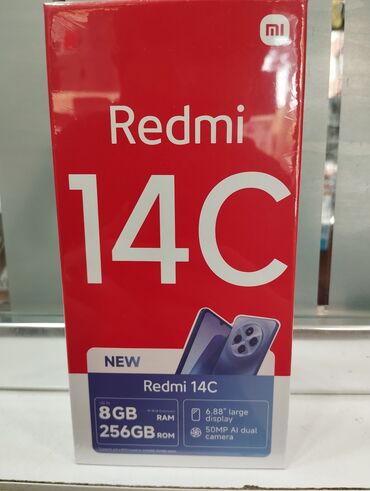 mi
Redmi
14C
NEW
Redmi 14C
8GB RAM
256GB ROM
6.88" large display
50MP AI dual camera